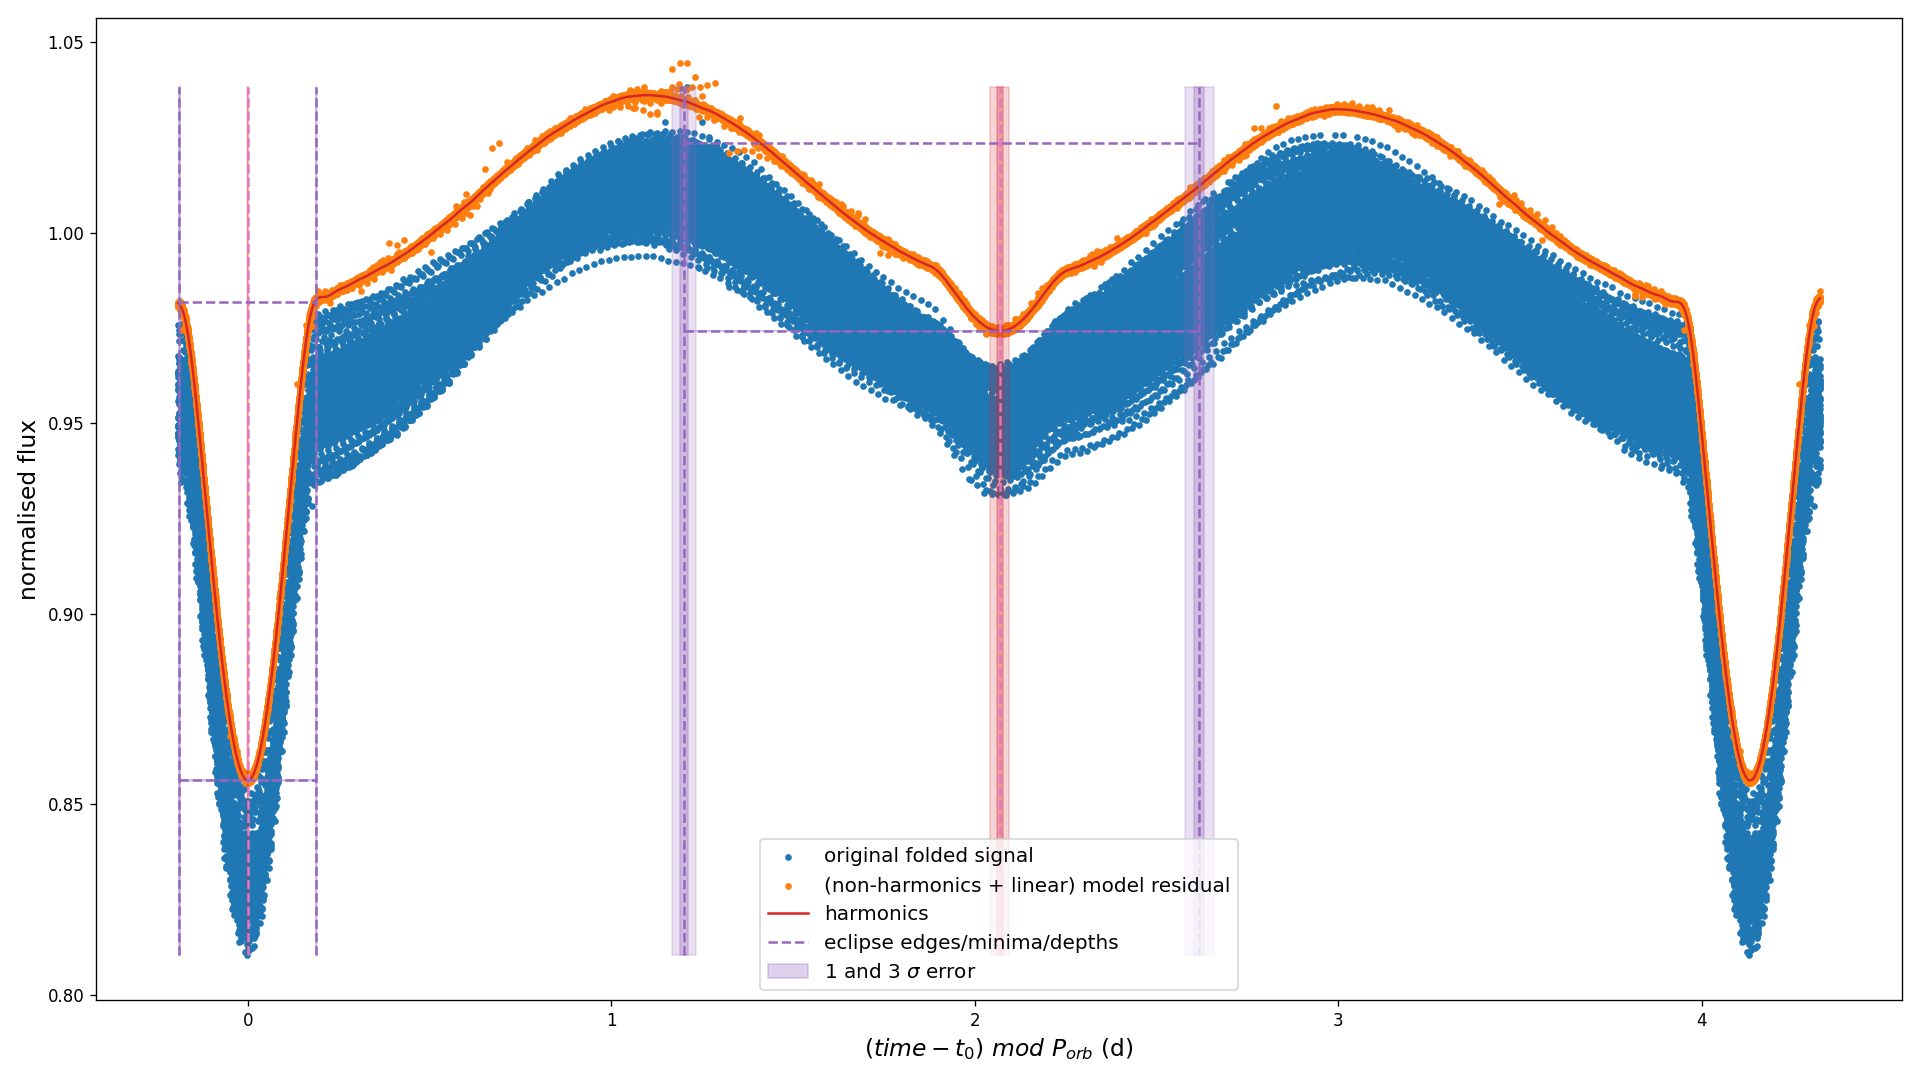 normalised flux
1.05
1.00
0.95
0.90
0.85
0.80
original folded signal
(non-harmonics + linear) model residual
harmonics
eclipse edges/minima/depths
1 and 3 σ error
0 1 2 3 4
(time − t₀) mod Pₒᵣb (d)